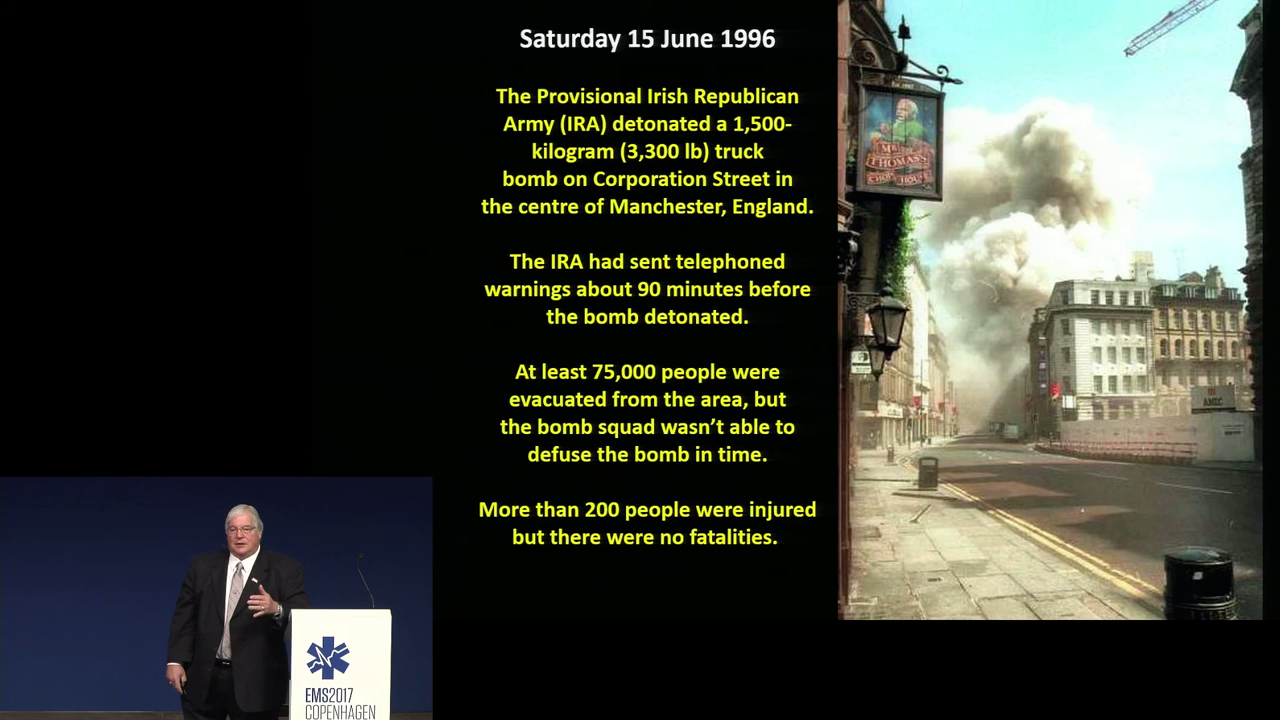 Saturday 15 June 1996
The Provisional Irish Republican
Army (IRA) detonated a 1,500-
kilogram (3,300 lb) truck
bomb on Corporation Street in
the centre of Manchester, England.
The IRA had sent telephoned
warnings about 90 minutes before
the bomb detonated.
At least 75,000 people were
evacuated from the area, but
the bomb squad wasn't able to
defuse the bomb in time.
More than 200 people were injured
but there were no fatalities.
MR
THOMAS'S
CHOP HOUSE
AMEC
EMS2017
COPENHAGEN